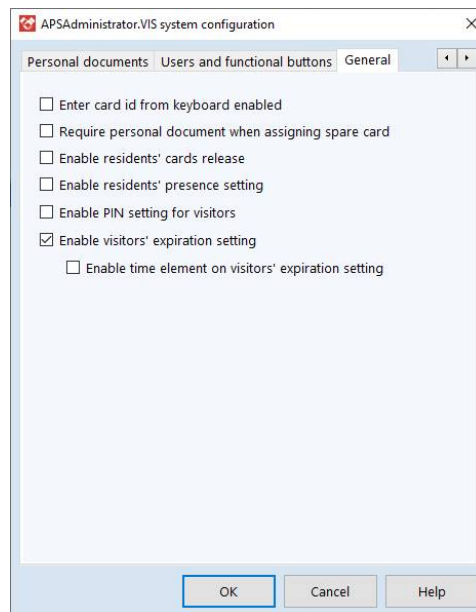 APSAdministrator.VIS system configuration
Personal documents Users and functional buttons General
Enter card id from keyboard enabled
Require personal document when assigning spare card
Enable residents' cards release
Enable residents' presence setting
Enable PIN setting for visitors
Enable visitors' expiration setting
Enable time element on visitors' expiration setting
OK Cancel Help